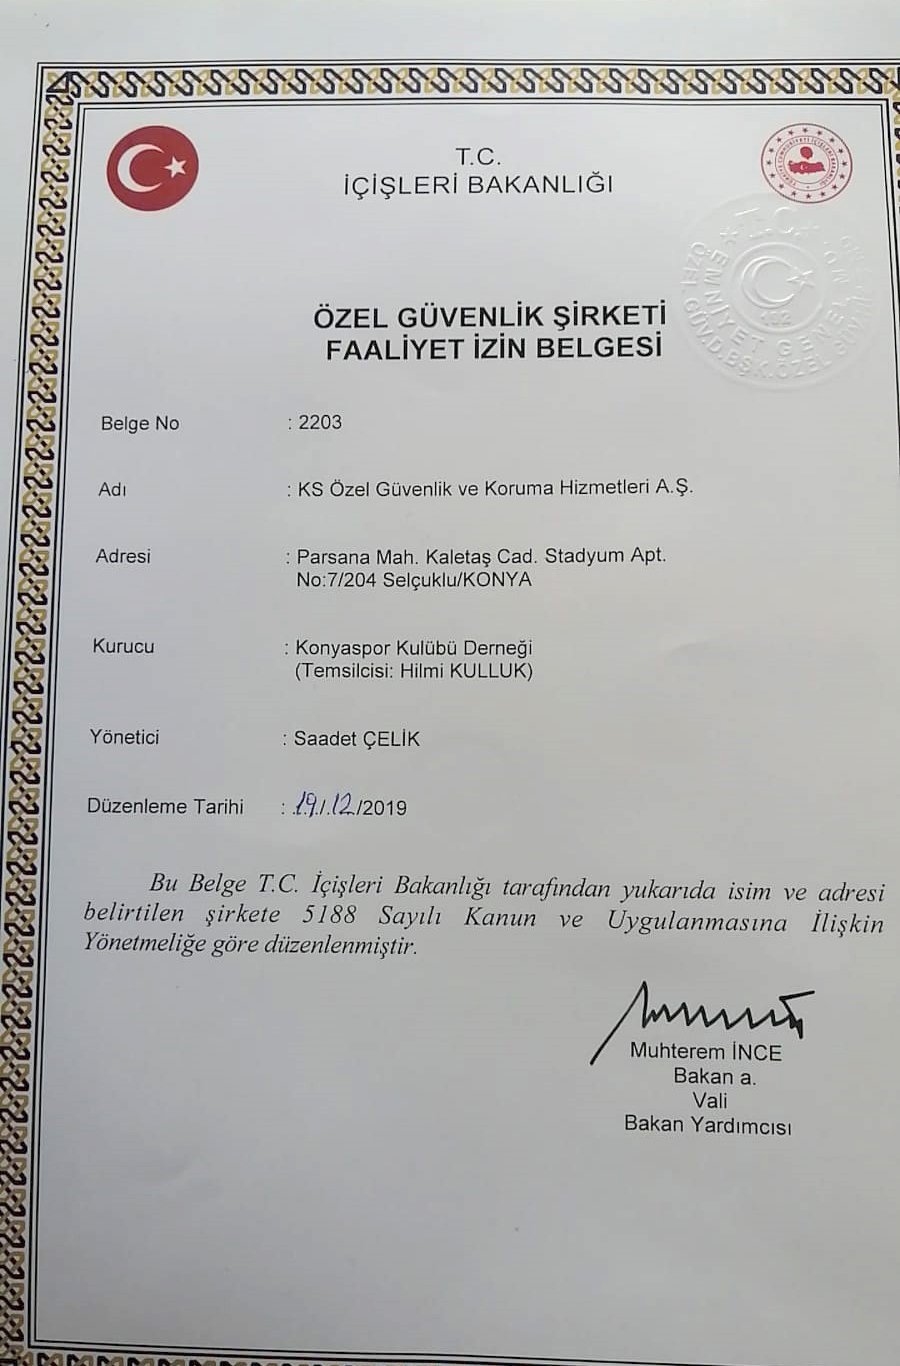 T.C.
İÇİŞLERİ BAKANLIĞI
ÖZEL GÜVENLİK ŞİRKETİ
FAALİYET İZİN BELGESİ
Belge No : 2203
Adı : KS Özel Güvenlik ve Koruma Hizmetleri A.Ş.
Adresi : Parsana Mah. Kaletaş Cad. Stadyum Apt.
No:7/204 Selçuklu/KONYA
Kurucu : Konyaspor Kulübü Derneği
(Temsilcisi: Hilmi KULLUK)
Yönetici : Saadet ÇELİK
Düzenleme Tarihi : 19/12/2019
Bu Belge T.C. İçişleri Bakanlığı tarafından yukarıda isim ve adresi
belirtilen şirkete 5188 Sayılı Kanun ve Uygulanmasına İlişkin
Yönetmeliğe göre düzenlenmiştir.
Muhterem İNCE
Bakan a.
Vali
Bakan Yardımcısı